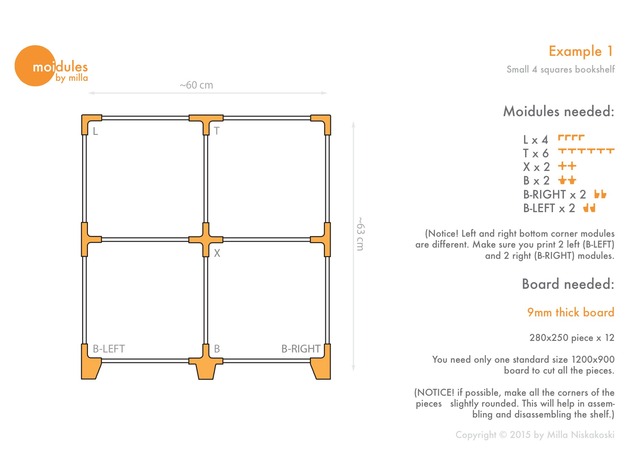 moidules
by milla
Example 1
Small 4 squares bookshelf
~60 cm
~63 cm
L
T
X
B-LEFT
B
B-RIGHT
Moidules needed:
L x 4
T x 6
X x 2
B x 2
B-RIGHT x 2
B-LEFT x 2
(Notice! Left and right bottom corner modules
are different. Make sure you print 2 left (B-LEFT)
and 2 right (B-RIGHT) modules.
Board needed:
9mm thick board
280x250 piece x 12
You need only one standard size 1200x900
board to cut all the pieces.
(NOTICE! if possible, make all the corners of the
pieces slightly rounded. This will help in assem-
bling and disassembling the shelf.)
Copyright © 2015 by Milla Niskakoski